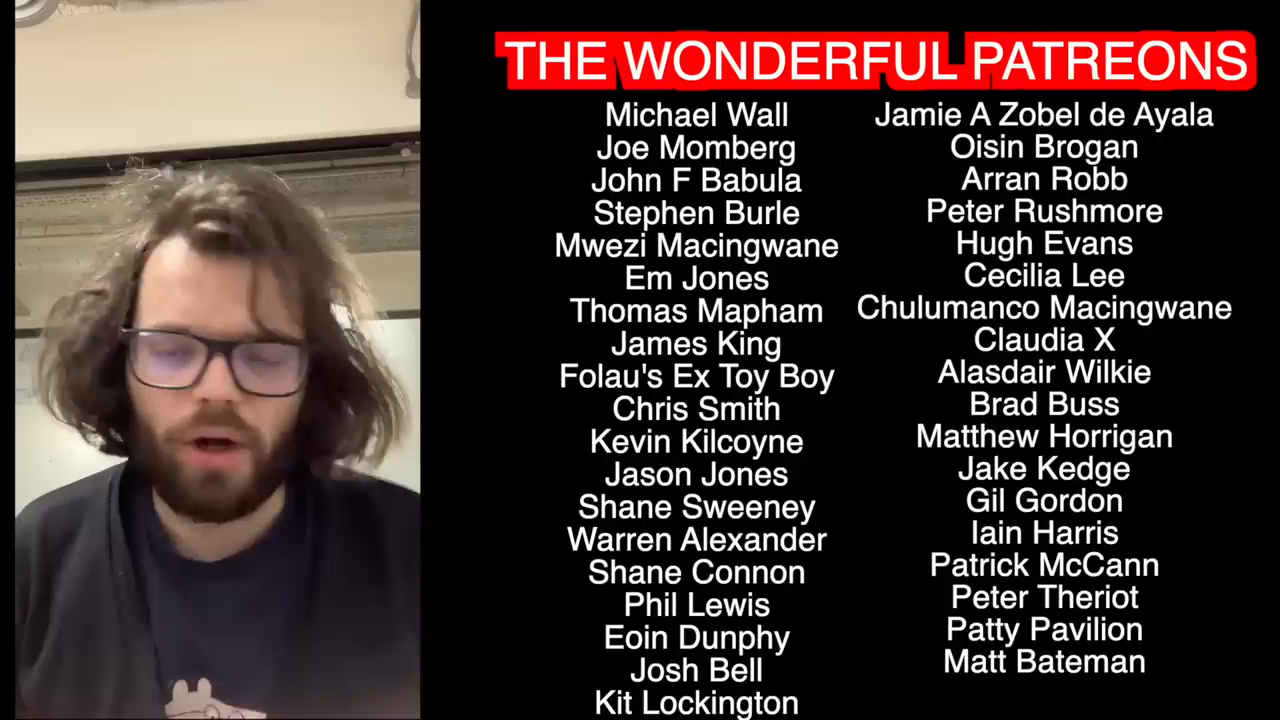 THE WONDERFUL PATREONS
Michael Wall
Joe Momberg
John F Babula
Stephen Burle
Mwezi Macingwane
Em Jones
Thomas Mapham
James King
Folau's Ex Toy Boy
Chris Smith
Kevin Kilcoyne
Jason Jones
Shane Sweeney
Warren Alexander
Shane Connon
Phil Lewis
Eoin Dunphy
Josh Bell
Kit Lockington
Jamie A Zobel de Ayala
Oisin Brogan
Arran Robb
Peter Rushmore
Hugh Evans
Cecilia Lee
Chulumanco Macingwane
Claudia X
Alasdair Wilkie
Brad Buss
Matthew Horrigan
Jake Kedge
Gil Gordon
Iain Harris
Patrick McCann
Peter Theriot
Patty Pavilion
Matt Bateman